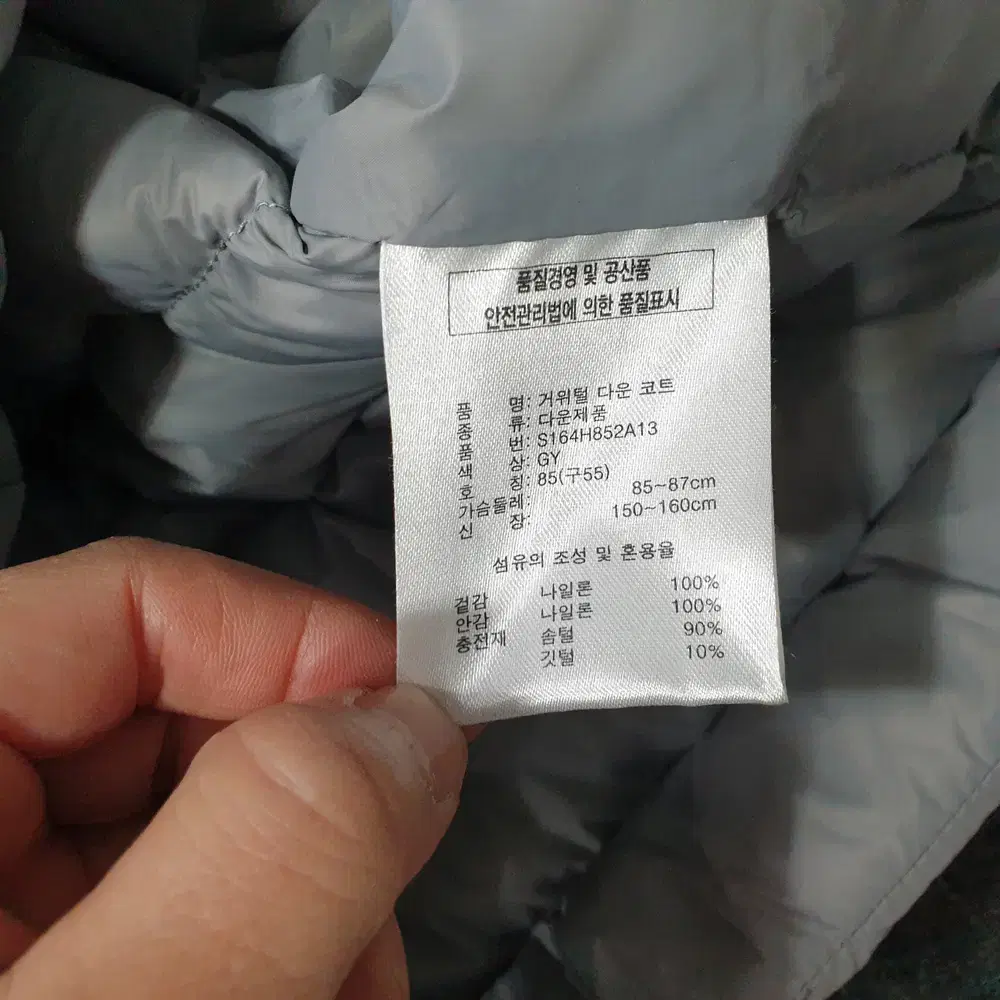 품질경영 및 공산품
안전관리법에 의한 품질표시
품 명: 거위털 다운 코트
종 류: 다운제품
품 번: S164H852A13
색 상: GY
호 칭: 85(구55)
가슴둘레: 85~87cm
신 장: 150~160cm
섬유의 조성 및 혼용율
겉감 나일론 100%
안감 나일론 100%
충전재 솜털 90%
깃털 10%